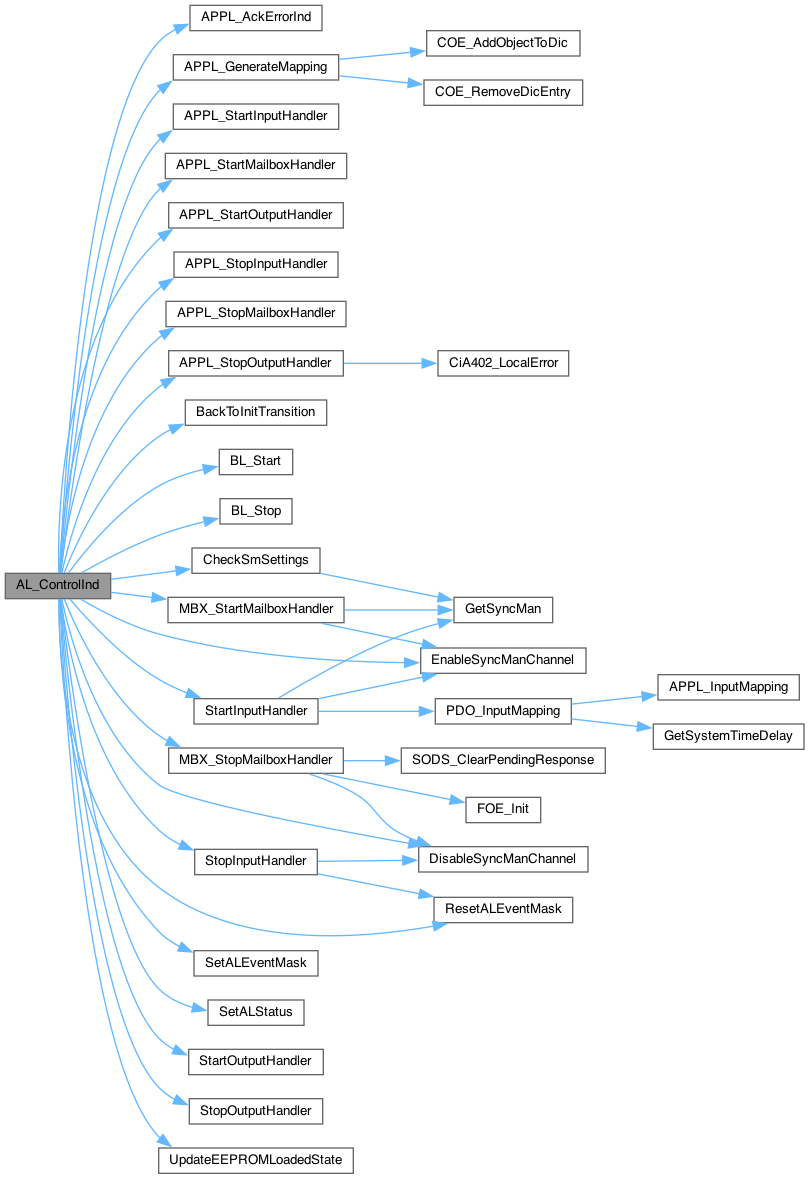 APPL_AckErrorInd
COE_AddObjectToDic
APPL_GenerateMapping
COE_RemoveDicEntry
APPL_StartInputHandler
APPL_StartMailboxHandler
APPL_StartOutputHandler
APPL_StopInputHandler
APPL_StopMailboxHandler
APPL_StopOutputHandler
CiA402_LocalError
BackToInitTransition
BL_Start
BL_Stop
CheckSmSettings
AL_ControlInd
MBX_StartMailboxHandler
GetSyncMan
EnableSyncManChannel
APPL_InputMapping
StartInputHandler
PDO_InputMapping
GetSystemTimeDelay
MBX_StopMailboxHandler
SODS_ClearPendingResponse
FOE_Init
StopInputHandler
DisableSyncManChannel
ResetALEventMask
SetALEventMask
SetALStatus
StartOutputHandler
StopOutputHandler
UpdateEEPROMLoadedState